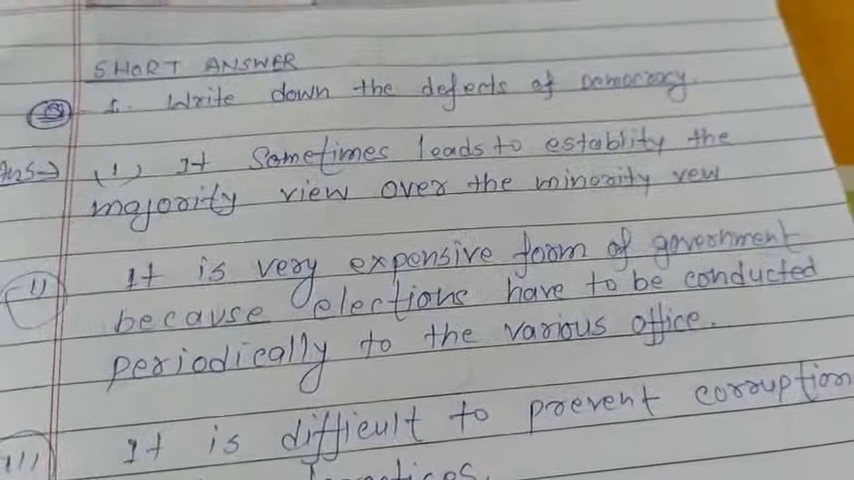 SHORT ANSWER
Q 1. Write down the defects of Democracy.
Ans→ (i) It Sometimes leads to establity the
majority view over the minority vew
ii) It is very expensive form of government
because elections have to be conducted
periodically to the various office.
iii) It is difficult to prevent corruption